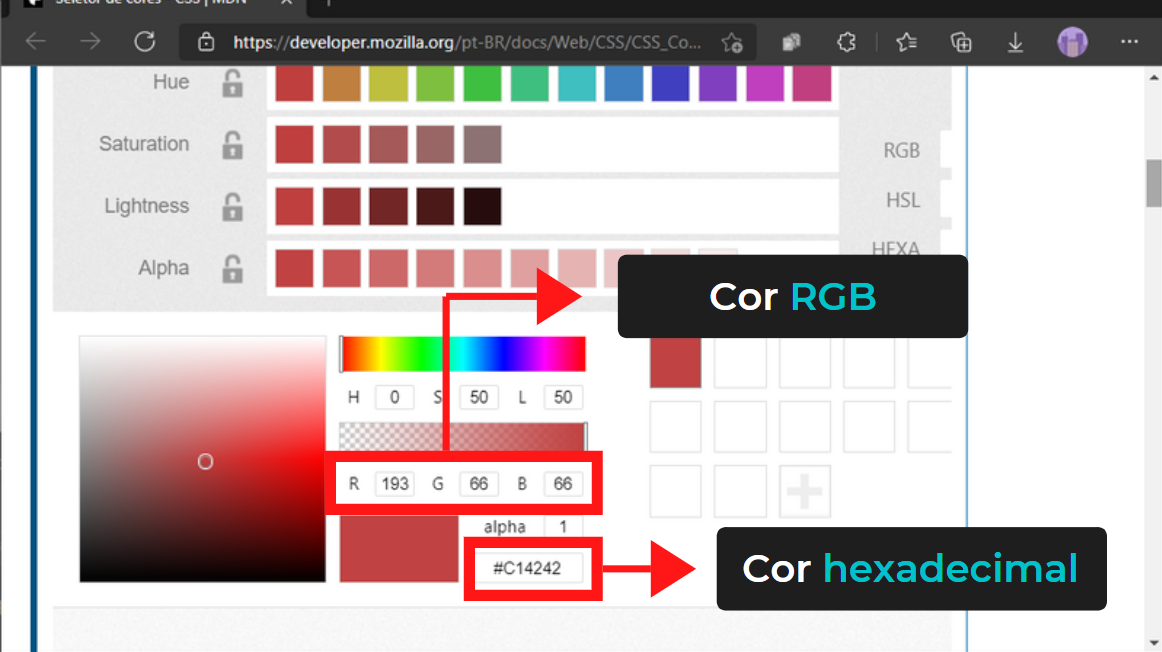 Seletor de cores - CSS | MDN
https://developer.mozilla.org/pt-BR/docs/Web/CSS/CSS_Co...
Hue
Saturation
RGB
Lightness
HSL
HEXA
Alpha
Cor RGB
H 0 S 50 L 50
R 193 G 66 B 66
alpha 1
#C14242
Cor hexadecimal